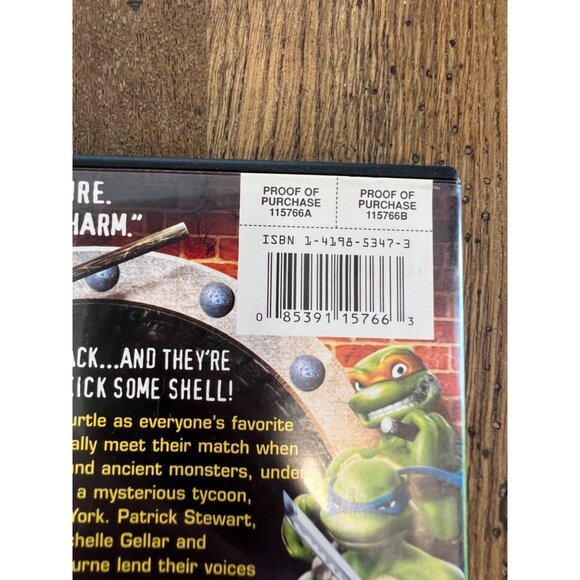 URE.
HARM."
PROOF OF
PURCHASE
115766A
PROOF OF
PURCHASE
115766B
ISBN 1-4198-5347-3
0 85391 15766 3
ACK...AND THEY'RE
KICK SOME SHELL!
urtle as everyone's favorite
ally meet their match when
and ancient monsters, under
a mysterious tycoon,
York. Patrick Stewart,
chelle Gellar and
urne lend their voices